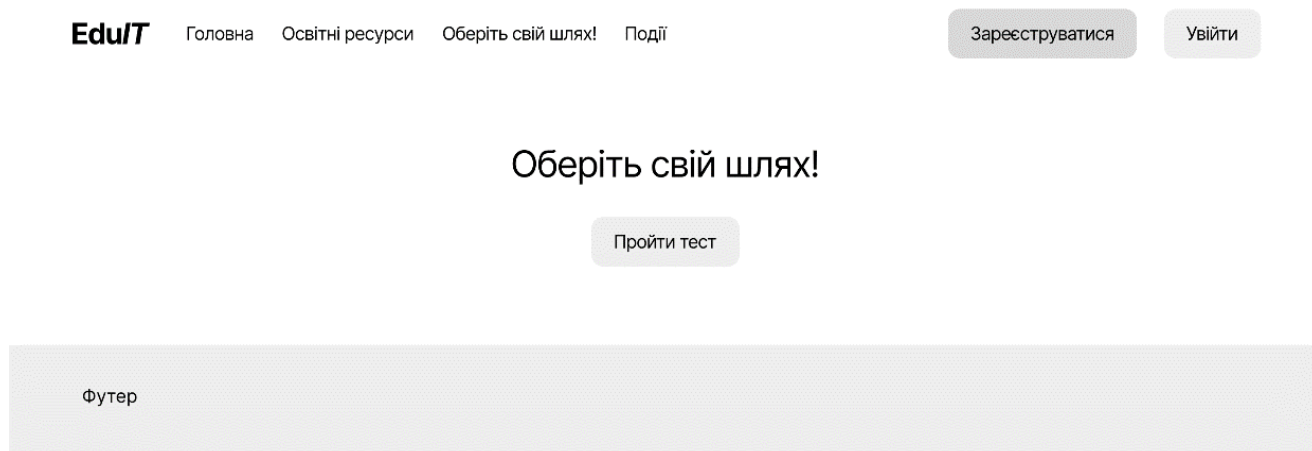 EduIT Головна Освітні ресурси Оберіть свій шлях! Події Зареєструватися Увійти
Оберіть свій шлях!
Пройти тест
Футер